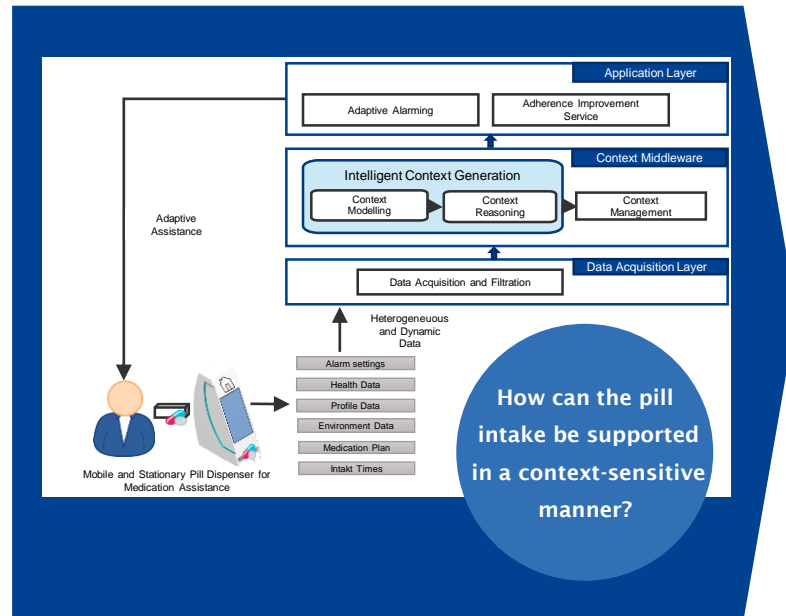 Application Layer
Adaptive Alarming
Adherence Improvement
Service
Context Middleware
Intelligent Context Generation
Context
Modelling
Context
Reasoning
Context
Management
Adaptive
Assistance
Data Acquisition Layer
Data Acquisition and Filtration
Heterogeneuous
and Dynamic
Data
Alarm settings
Health Data
Profile Data
Environment Data
Medication Plan
Intakt Times
Mobile and Stationary Pill Dispenser for
Medication Assistance
How can the pill
intake be supported
in a context-sensitive
manner?